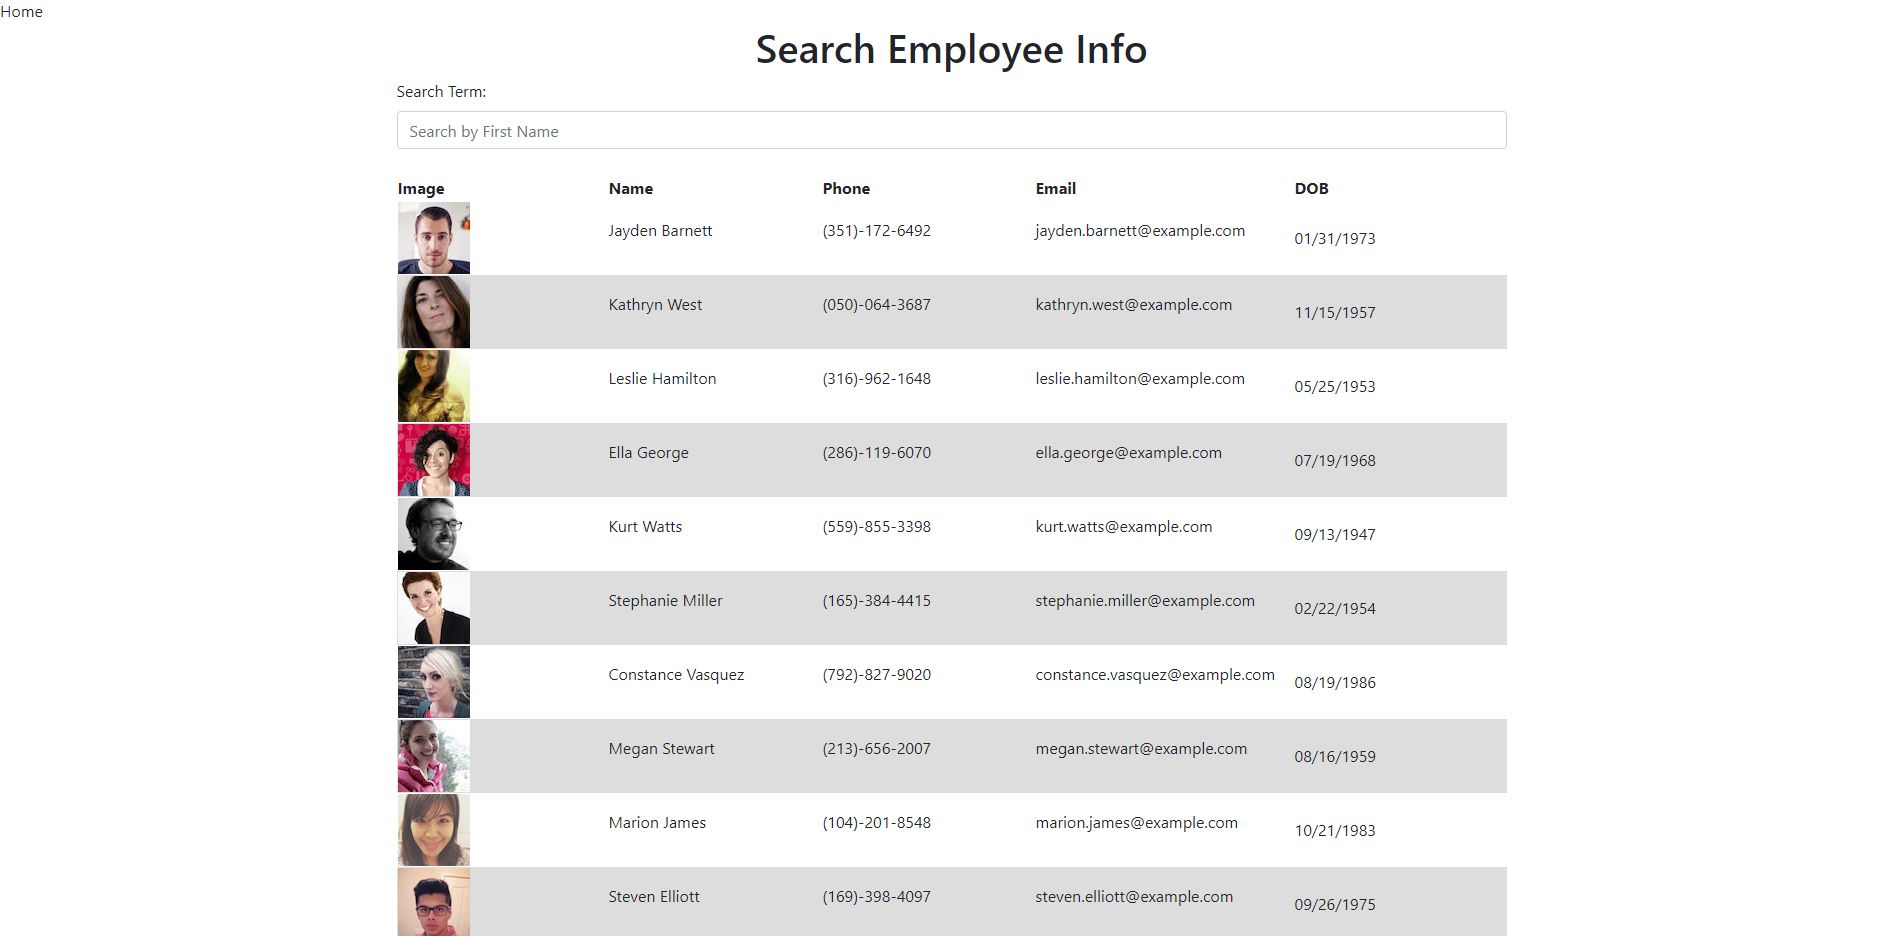 Home
Search Employee Info
Search Term:
Search by First Name
Image Name Phone Email DOB
Jayden Barnett (351)-172-6492 jayden.barnett@example.com 01/31/1973
Kathryn West (050)-064-3687 kathryn.west@example.com 11/15/1957
Leslie Hamilton (316)-962-1648 leslie.hamilton@example.com 05/25/1953
Ella George (286)-119-6070 ella.george@example.com 07/19/1968
Kurt Watts (559)-855-3398 kurt.watts@example.com 09/13/1947
Stephanie Miller (165)-384-4415 stephanie.miller@example.com 02/22/1954
Constance Vasquez (792)-827-9020 constance.vasquez@example.com 08/19/1986
Megan Stewart (213)-656-2007 megan.stewart@example.com 08/16/1959
Marion James (104)-201-8548 marion.james@example.com 10/21/1983
Steven Elliott (169)-398-4097 steven.elliott@example.com 09/26/1975